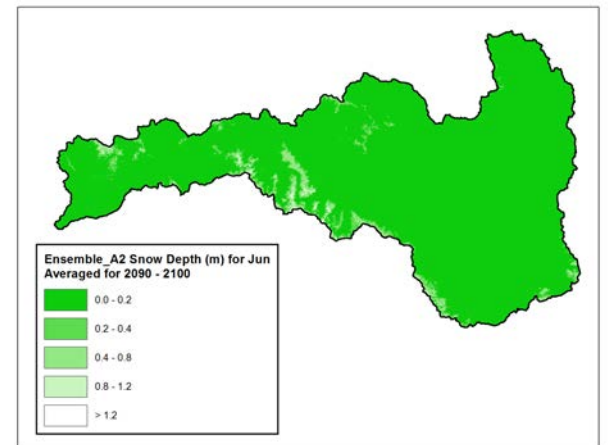 Ensemble_A2 Snow Depth (m) for Jun
Averaged for 2090 - 2100
0.0 - 0.2
0.2 - 0.4
0.4 - 0.8
0.8 - 1.2
> 1.2